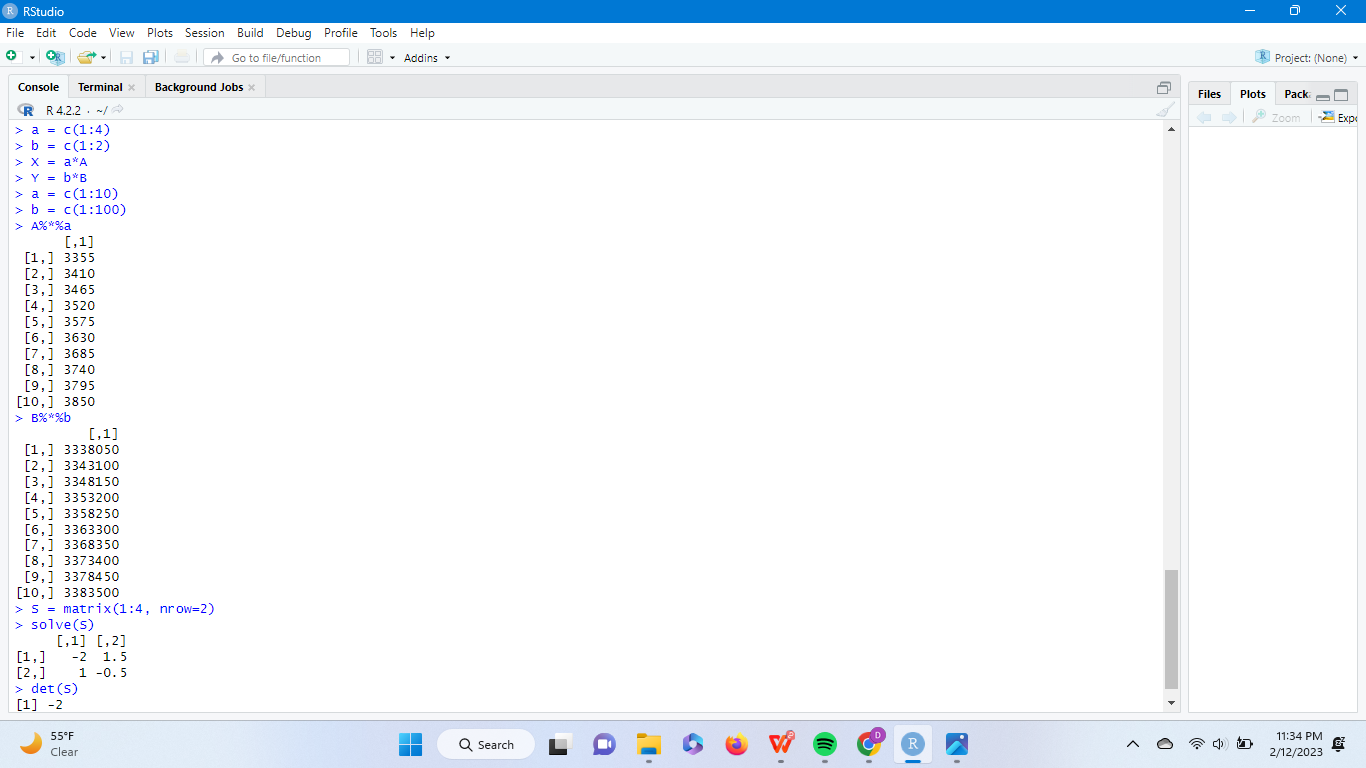 RStudio
File Edit Code View Plots Session Build Debug Profile Tools Help
Go to file/function Addins Project: (None)
Console Terminal Background Jobs
Files Plots Pack
R 4.2.2 · ~/
Zoom Expo
> a = c(1:4)
> b = c(1:2)
> X = a*A
> Y = b*B
> a = c(1:10)
> b = c(1:100)
> A%*%a
[,1]
[1,] 3355
[2,] 3410
[3,] 3465
[4,] 3520
[5,] 3575
[6,] 3630
[7,] 3685
[8,] 3740
[9,] 3795
[10,] 3850
> B%*%b
[,1]
[1,] 3338050
[2,] 3343100
[3,] 3348150
[4,] 3353200
[5,] 3358250
[6,] 3363300
[7,] 3368350
[8,] 3373400
[9,] 3378450
[10,] 3383500
> S = matrix(1:4, nrow=2)
> solve(S)
[,1] [,2]
[1,] -2 1.5
[2,] 1 -0.5
> det(S)
[1] -2
55°F
Clear
Search
11:34 PM
2/12/2023